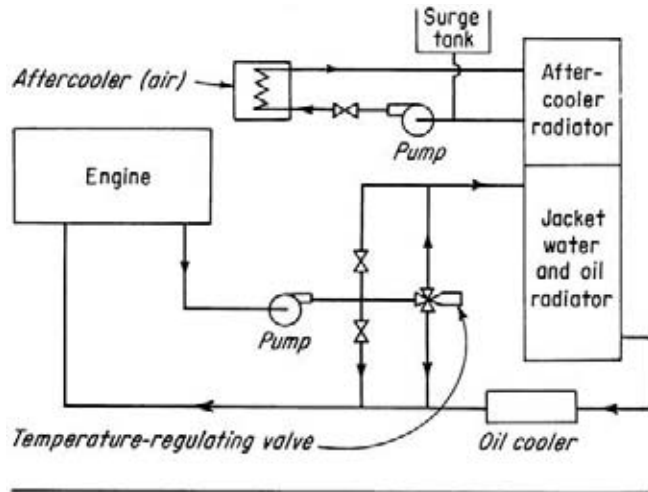 Surge
tank
Aftercooler (air)
After-
cooler
radiator
Pump
Engine
Jacket
water
and oil
radiator
Pump
Temperature-regulating valve
Oil cooler